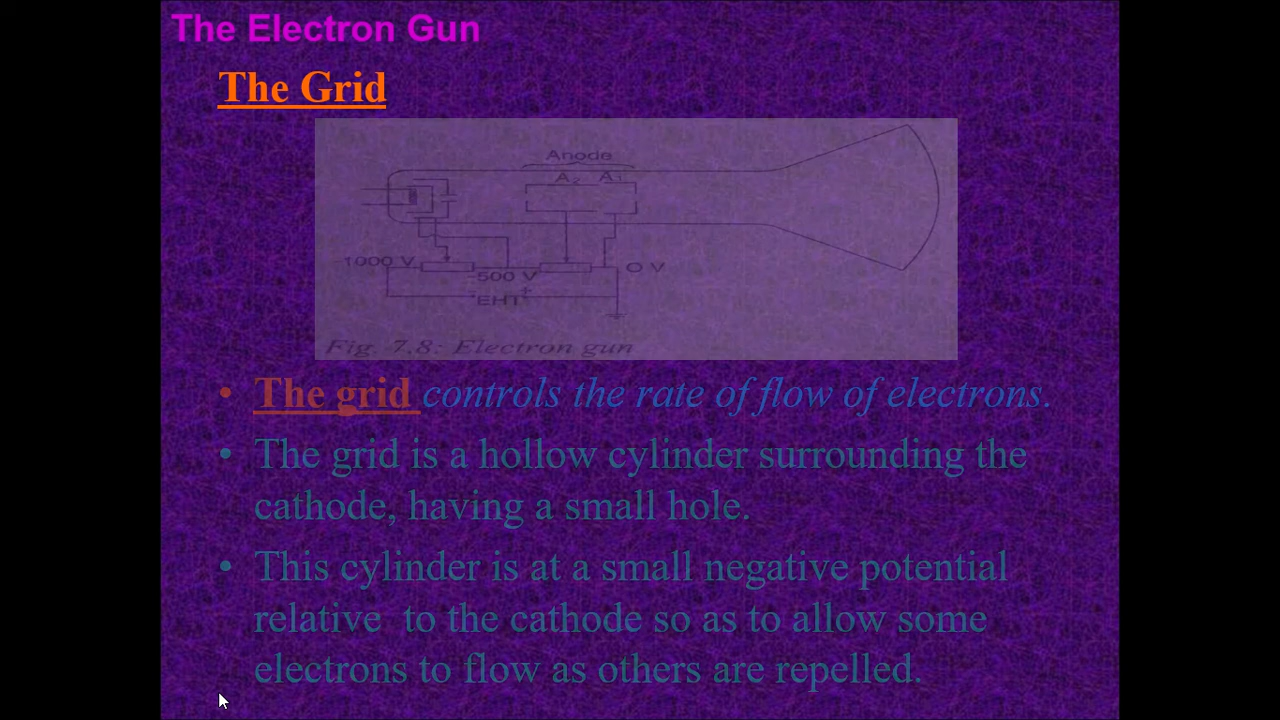 The Electron Gun
The Grid
Anode
A₂ A₁
-1000 V
-500 V
0 V
EHT
+
Fig. 7.8: Electron gun
• The grid controls the rate of flow of electrons.
• The grid is a hollow cylinder surrounding the
cathode, having a small hole.
• This cylinder is at a small negative potential
relative to the cathode so as to allow some
electrons to flow as others are repelled.